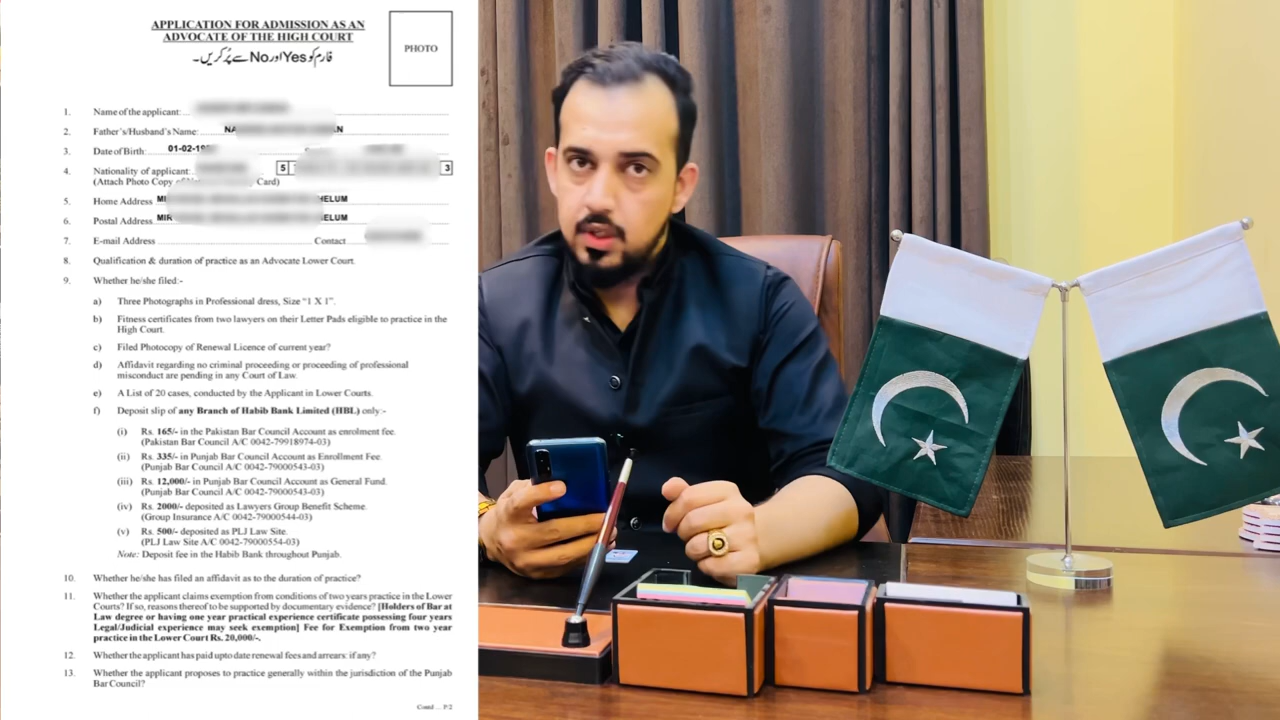 APPLICATION FOR ADMISSION AS AN
ADVOCATE OF THE HIGH COURT
فارم کو Yes اور No سے پُر کریں۔
PHOTO
1. Name of the applicant:
2. Father's/Husband's Name: NA N
3. Date of Birth: 01-02-19
4. Nationality of applicant: 5 3
(Attach Photo Copy of Card)
5. Home Address MI HELUM
6. Postal Address MIR HELUM
7. E-mail Address Contact
8. Qualification & duration of practice as an Advocate Lower Court.
9. Whether he/she filed:-
a) Three Photographs in Professional dress, Size "1 X 1".
b) Fitness certificates from two lawyers on their Letter Pads eligible to practice in the
High Court.
c) Filed Photocopy of Renewal Licence of current year?
d) Affidavit regarding no criminal proceeding or proceeding of professional
misconduct are pending in any Court of Law.
e) A List of 20 cases, conducted by the Applicant in Lower Courts.
f) Deposit slip of any Branch of Habib Bank Limited (HBL) only:-
(i) Rs. 165/- in the Pakistan Bar Council Account as enrolment fee.
(Pakistan Bar Council A/C 0042-79918974-03)
(ii) Rs. 335/- in Punjab Bar Council Account as Enrollment Fee.
(Punjab Bar Council A/C 0042-79000543-03)
(iii) Rs. 12,000/- in Punjab Bar Council Account as General Fund.
(Punjab Bar Council A/C 0042-79000543-03)
(iv) Rs. 2000/- deposited as Lawyers Group Benefit Scheme.
(Group Insurance A/C 0042-79000544-03)
(v) Rs. 500/- deposited as PLJ Law Site.
(PLJ Law Site A/C 0042-79000554-03)
Note: Deposit fee in the Habib Bank throughout Punjab.
10. Whether he/she has filed an affidavit as to the duration of practice?
11. Whether the applicant claims exemption from conditions of two years practice in the Lower
Courts? If so, reasons thereof to be supported by documentary evidence? [Holders of Bar at
Law degree or having one year practical experience certificate possessing four years
Legal/Judicial experience may seek exemption] Fee for Exemption from two year
practice in the Lower Court Rs. 20,000/-.
12. Whether the applicant has paid upto date renewal fees and arrears: if any?
13. Whether the applicant proposes to practice generally within the jurisdiction of the Punjab
Bar Council?
Contd ... P/2